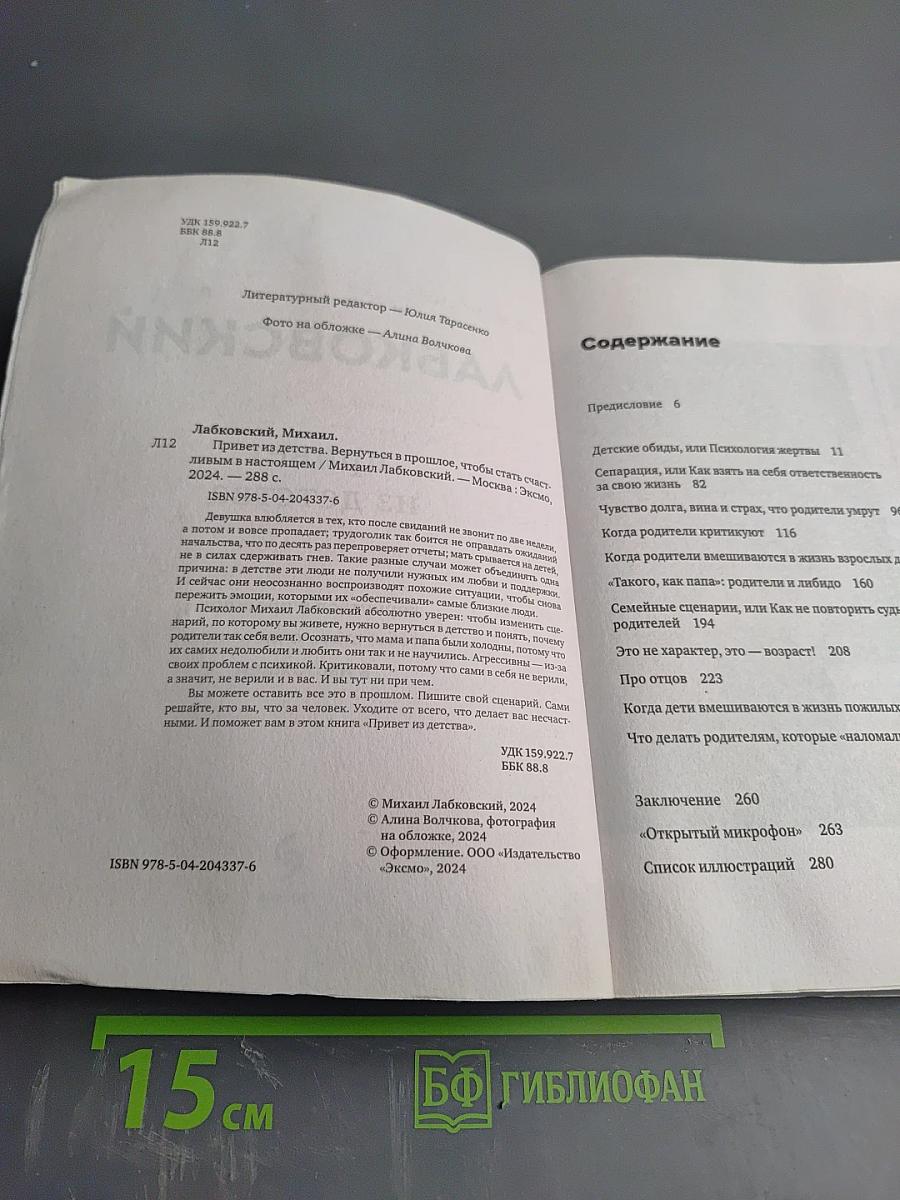 УДК 159.922.7
ББК 88.8
Л12
Литературный редактор — Юлия Тарасенко
Фото на обложке — Алина Волчкова
ЛАБКОВСКИЙ
Лабковский, Михаил.
Л12 Привет из детства. Вернуться в прошлое, чтобы стать счаст-
ливым в настоящем / Михаил Лабковский. — Москва : Эксмо,
2024. — 288 с.
ISBN 978-5-04-204337-6
Девушка влюбляется в тех, кто после свиданий не звонит по две недели,
а потом и вовсе пропадает; трудоголик так боится не оправдать ожиданий
начальства, что по десять раз перепроверяет отчеты; мать срывается на детей,
не в силах сдерживать гнев. Такие разные случаи может объединять одна
причина: в детстве эти люди не получили нужных им любви и поддержки.
И сейчас они неосознанно воспроизводят похожие ситуации, чтобы снова
пережить эмоции, которыми их «обеспечивали» самые близкие люди.
Психолог Михаил Лабковский абсолютно уверен: чтобы изменить сце-
нарий, по которому вы живете, нужно вернуться в детство и понять, почему
родители так себя вели. Осознать, что мама и папа были холодны, потому что
их самих недолюбили и любить они так и не научились. Агрессивны — из-за
своих проблем с психикой. Критиковали, потому что сами в себя не верили,
а значит, не верили и в вас. И вы тут ни при чем.
Вы можете оставить все это в прошлом. Пишите свой сценарий. Сами
решайте, кто вы, что за человек. Уходите от всего, что делает вас несчаст-
ными. И поможет вам в этом книга «Привет из детства».
УДК 159.922.7
ББК 88.8
© Михаил Лабковский, 2024
© Алина Волчкова, фотография
на обложке, 2024
© Оформление. ООО «Издательство
«Эксмо», 2024
ISBN 978-5-04-204337-6
Содержание
Предисловие 6
Детские обиды, или Психология жертвы 11
Сепарация, или Как взять на себя ответственность
за свою жизнь 82
Чувство долга, вина и страх, что родители умрут 96
Когда родители критикуют 116
Когда родители вмешиваются в жизнь взрослых д
«Такого, как папа»: родители и либидо 160
Семейные сценарии, или Как не повторить судь
родителей 194
Это не характер, это — возраст! 208
Про отцов 223
Когда дети вмешиваются в жизнь пожилых
Что делать родителям, которые «налома
Заключение 260
«Открытый микрофон» 263
Список иллюстраций 280
15 см
БФ ГИБЛИОФАН